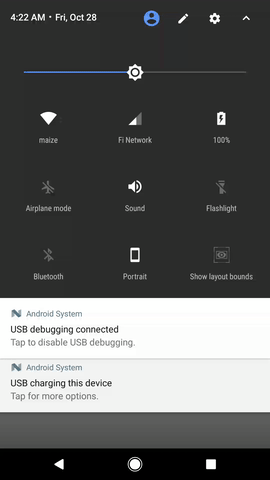 4:22 AM • Fri, Oct 28
maize
Fi Network
100%
Airplane mode
Sound
Flashlight
Bluetooth
Portrait
Show layout bounds
Android System
USB debugging connected
Tap to disable USB debugging.
Android System
USB charging this device
Tap for more options.